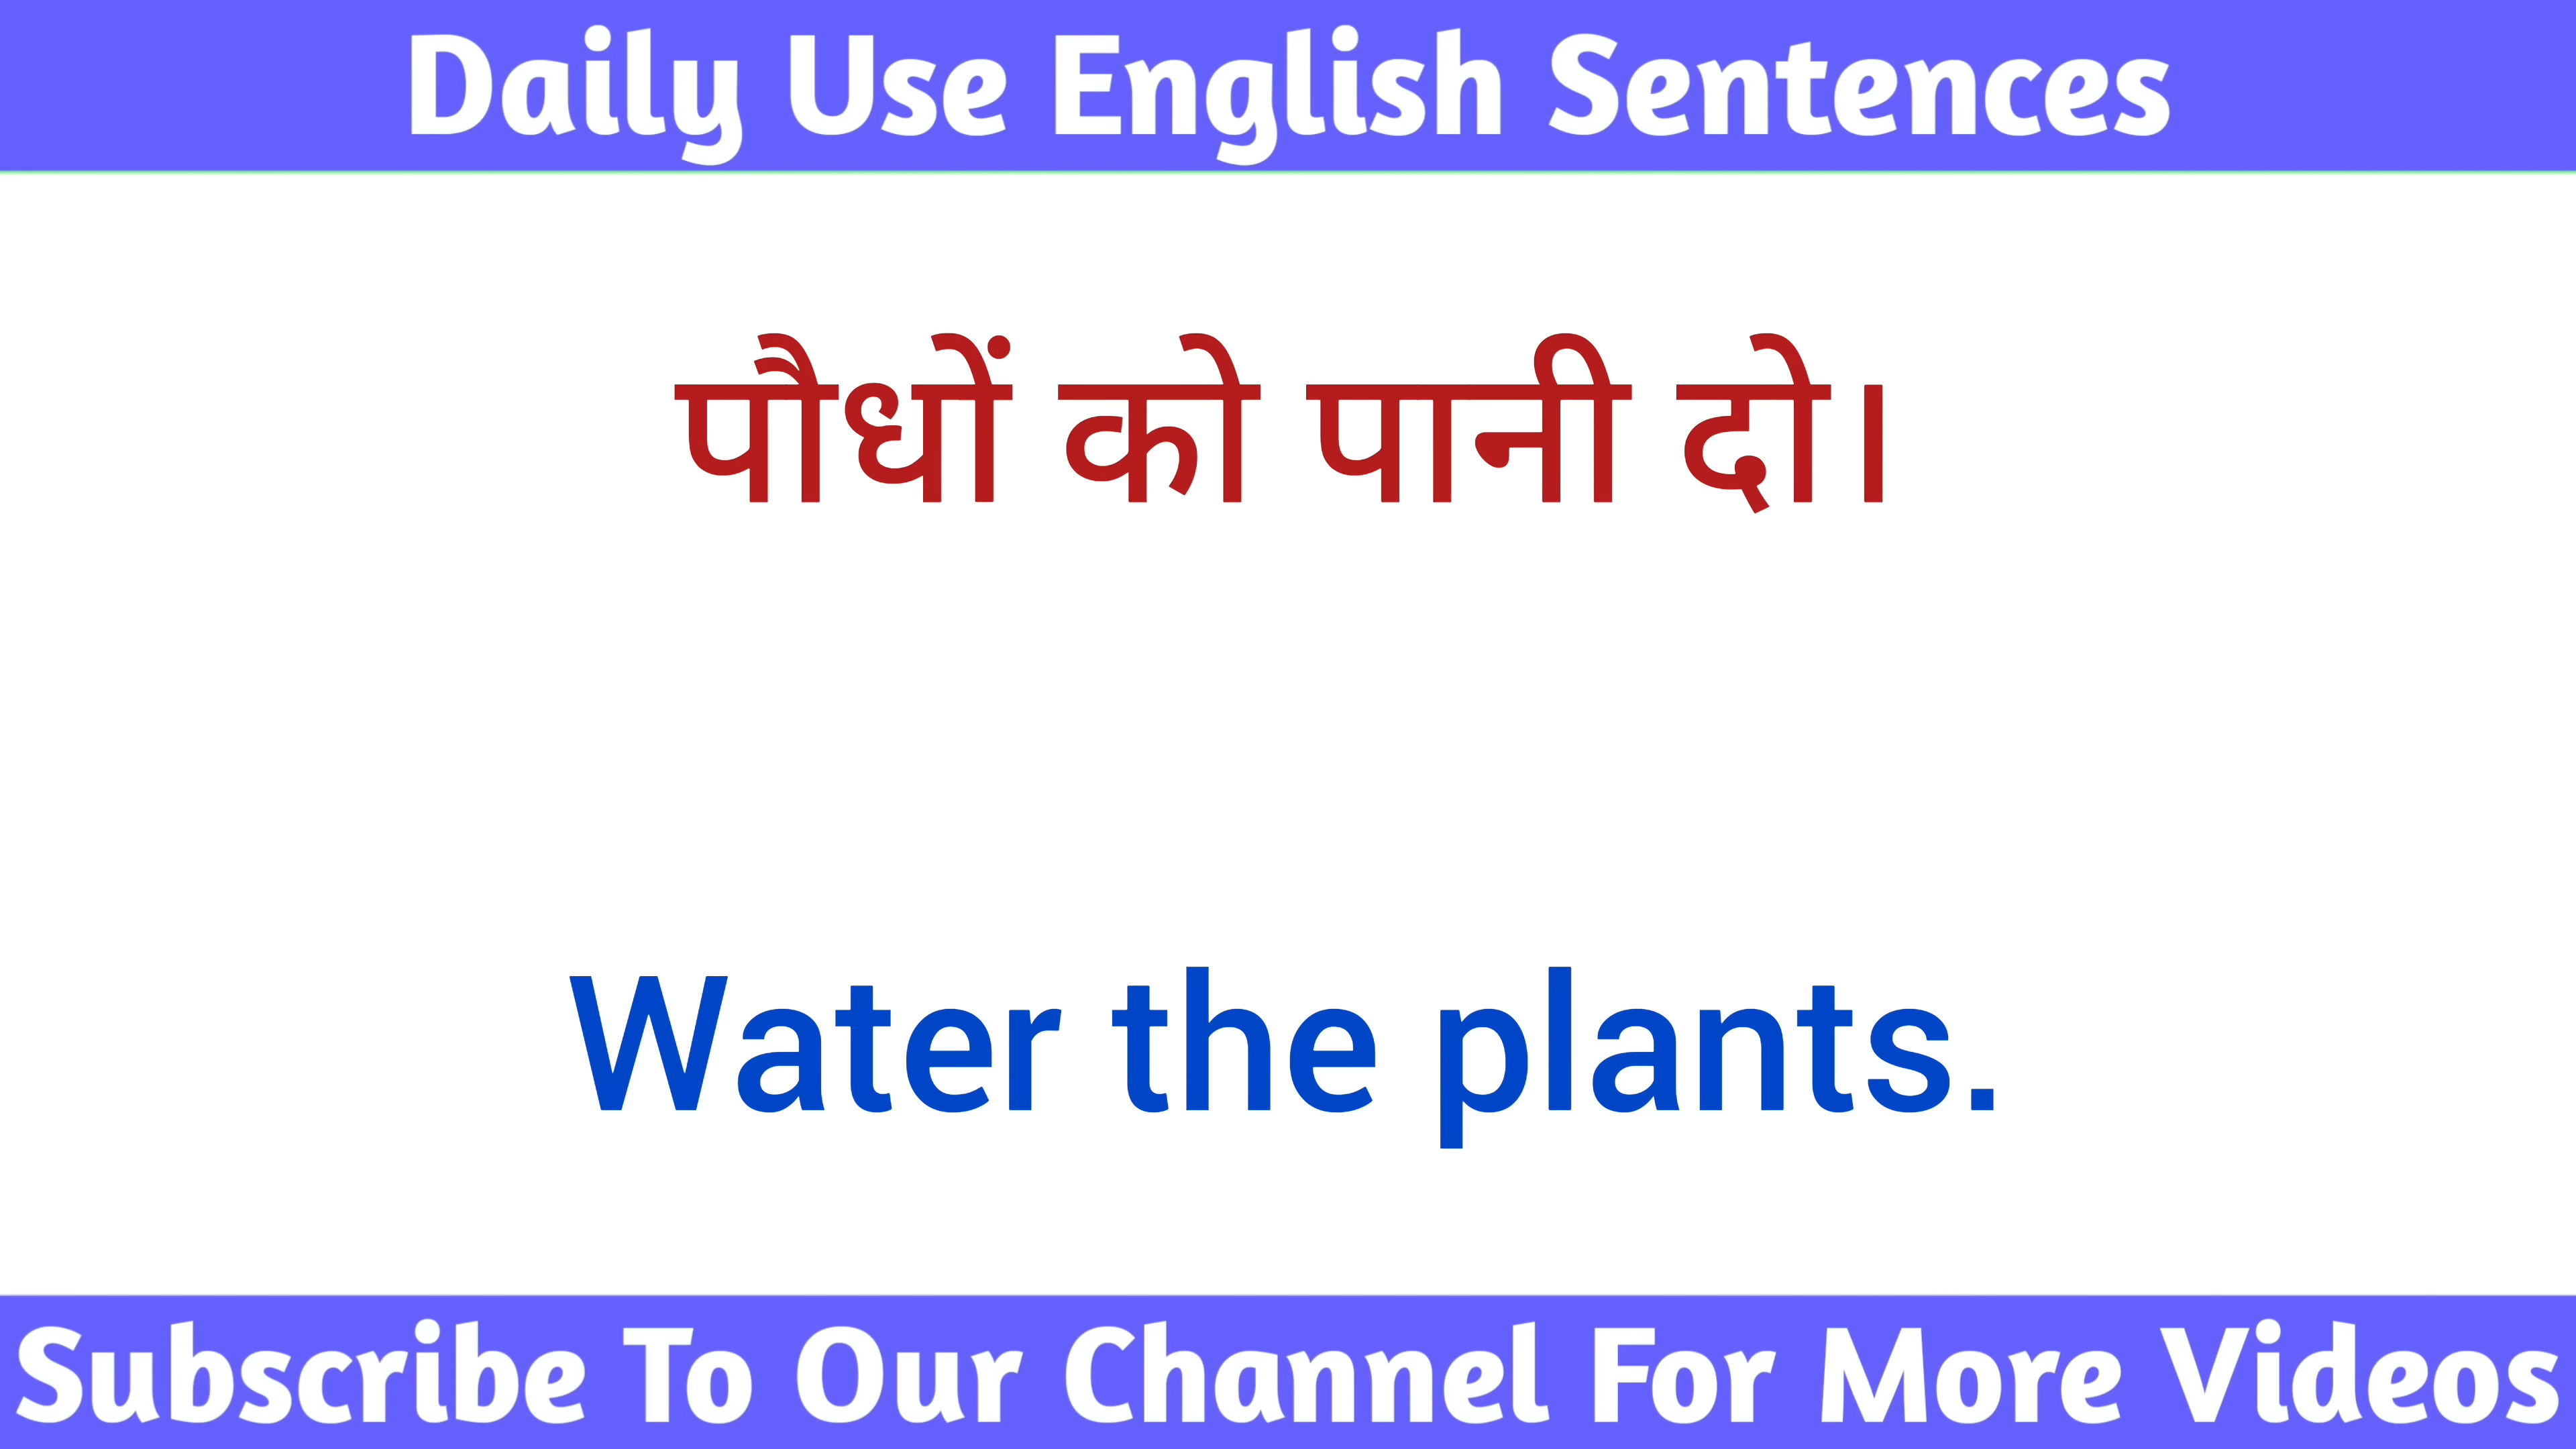 Daily Use English Sentences
पौधों को पानी दो।
Water the plants.
Subscribe To Our Channel For More Videos